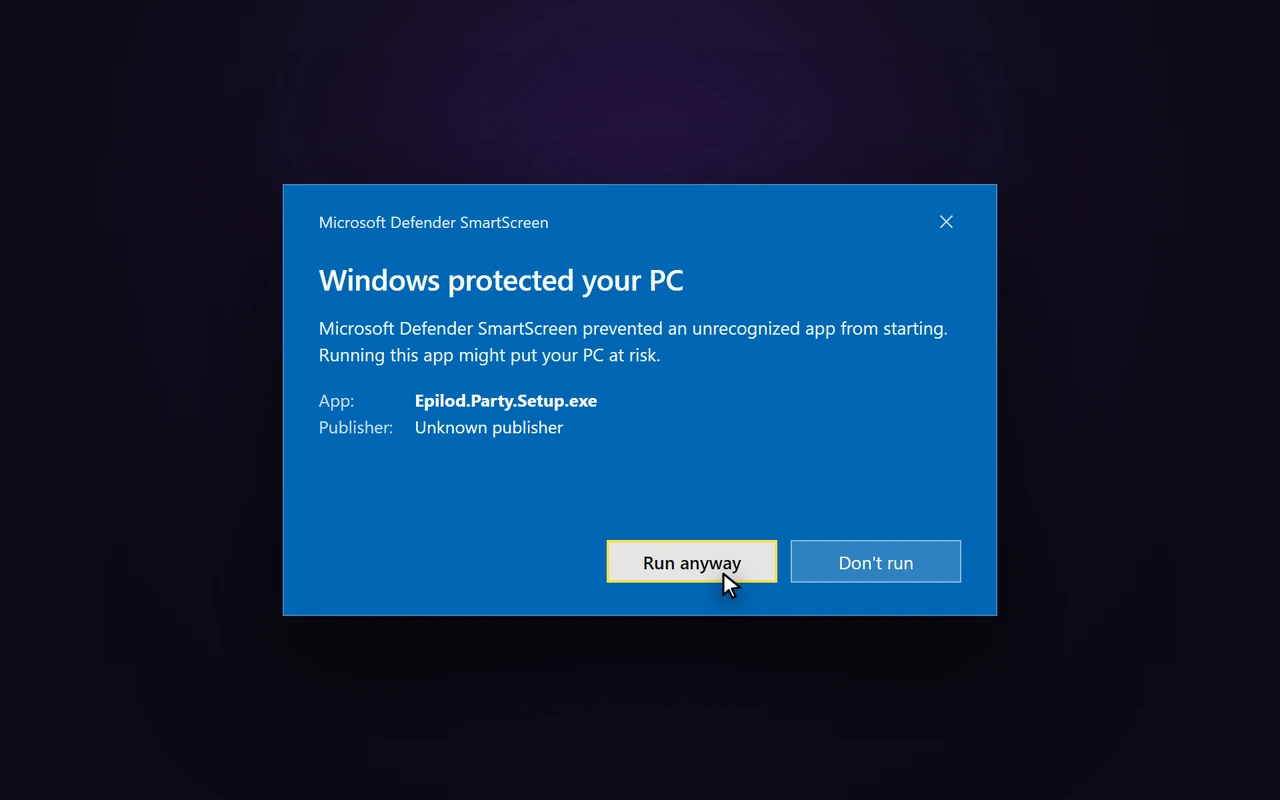 Microsoft Defender SmartScreen
Windows protected your PC
Microsoft Defender SmartScreen prevented an unrecognized app from starting.
Running this app might put your PC at risk.
App: Epilod.Party.Setup.exe
Publisher: Unknown publisher
Run anyway Don't run